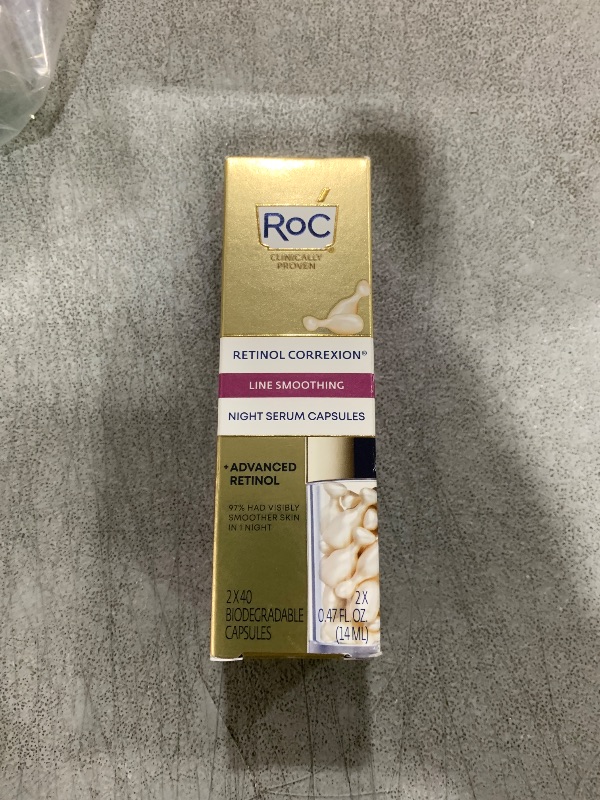 RoC®
CLINICALLY
PROVEN
RETINOL CORREXION®
LINE SMOOTHING
NIGHT SERUM CAPSULES
+ADVANCED
RETINOL
97% HAD VISIBLY
SMOOTHER SKIN
IN 1 NIGHT
2 X 40
BIODEGRADABLE
CAPSULES
2 X
0.47 FL. OZ.
(14 ML)